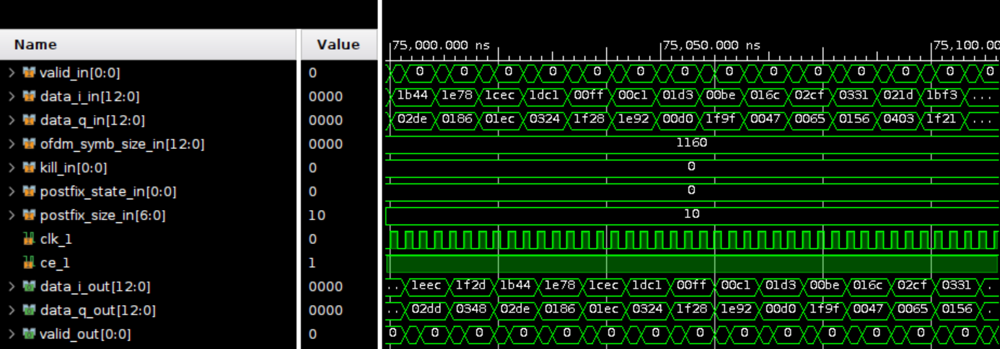 75,000.000 ns 75,050.000 ns 75,100.00
Name Value
valid_in[0:0] 0 0 0 0 0 0 0 0 0 0 0 0 0 0 0
data_i_in[12:0] 0000 1b44 1e78 1cec 1dc1 00ff 00c1 01d3 00be 016c 02cf 0331 021d 1bf3 ...
data_q_in[12:0] 0000 02de 0186 01ec 0324 1f28 1e92 00d0 1f9f 0047 0065 0156 0403 1f21 ...
ofdm_symb_size_in[12:0] 0000 1160
kill_in[0:0] 0 0
postfix_state_in[0:0] 0 0
postfix_size_in[6:0] 10 10
clk_1 0
ce_1 1
data_i_out[12:0] 0000 .. 1eec 1f2d 1b44 1e78 1cec 1dc1 00ff 00c1 01d3 00be 016c 02cf 0331 .
data_q_out[12:0] 0000 .. 02dd 0348 02de 0186 01ec 0324 1f28 1e92 00d0 1f9f 0047 0065 0156 .
valid_out[0:0] 0 0 0 0 0 0 0 0 0 0 0 0 0 0 0